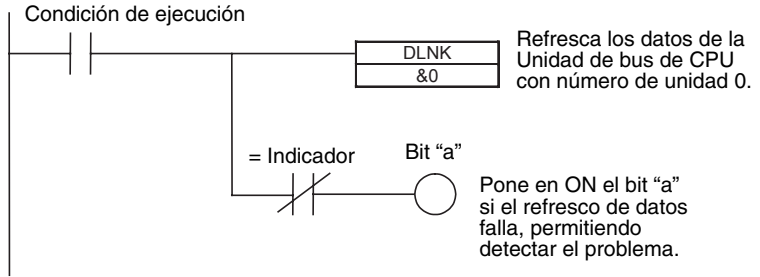 Condición de ejecución
DLNK
&0
Refresca los datos de la
Unidad de bus de CPU
con número de unidad 0.
= Indicador
Bit “a”
Pone en ON el bit “a”
si el refresco de datos
falla, permitiendo
detectar el problema.